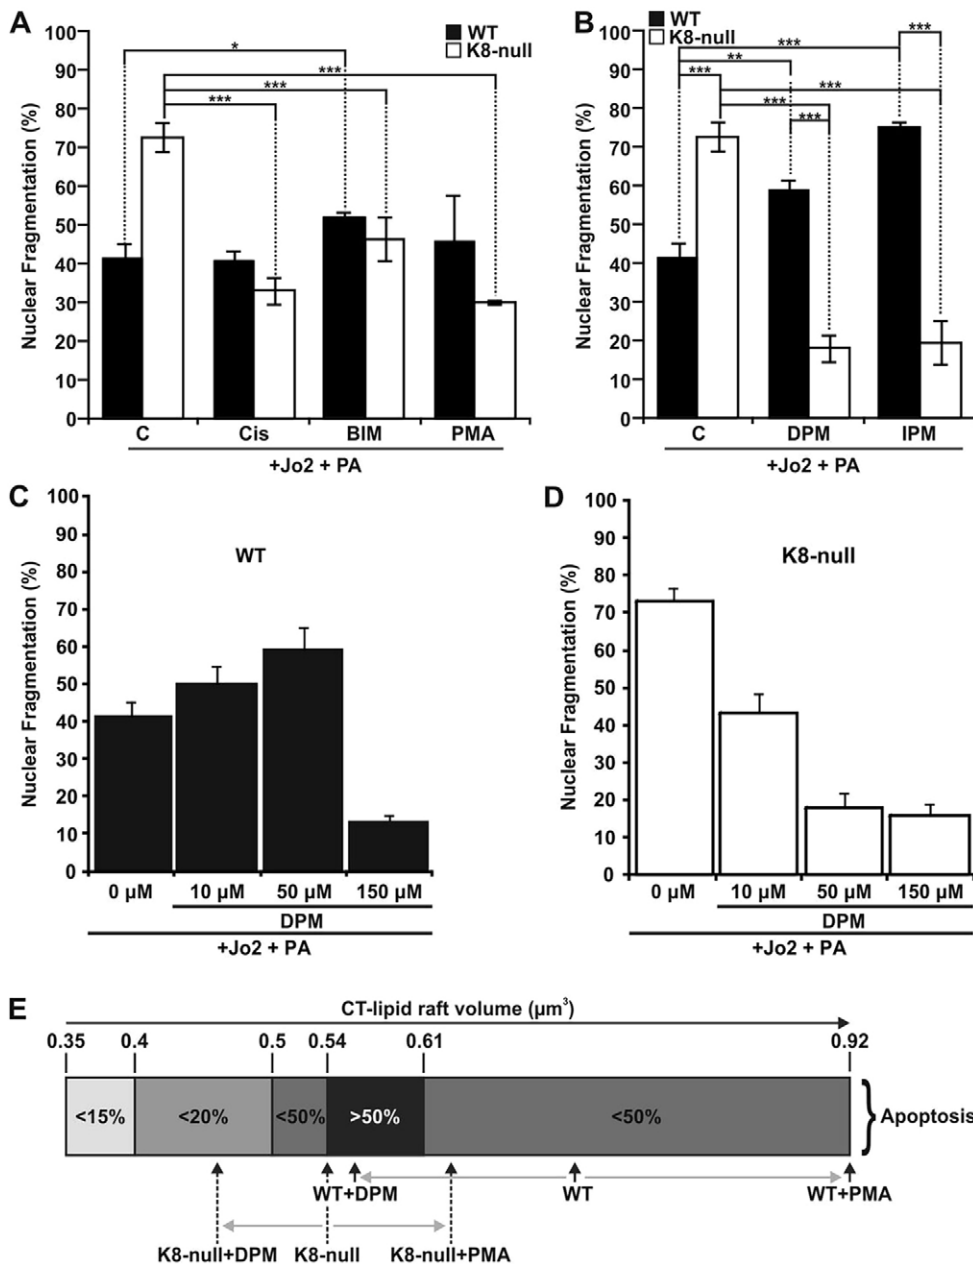 A
WT
K8-null
Nuclear Fragmentation (%)
100
90
80
70
60
50
40
30
20
10
0
*
***
***
***
C Cis BIM PMA
+Jo2 + PA
B
WT
K8-null
Nuclear Fragmentation (%)
100
90
80
70
60
50
40
30
20
10
0
***
***
**
***
***
***
***
C DPM IPM
+Jo2 + PA
C
WT
Nuclear Fragmentation (%)
100
90
80
70
60
50
40
30
20
10
0
0 µM 10 µM 50 µM 150 µM
DPM
+Jo2 + PA
D
K8-null
Nuclear Fragmentation (%)
100
90
80
70
60
50
40
30
20
10
0
0 µM 10 µM 50 µM 150 µM
DPM
+Jo2 + PA
E
CT-lipid raft volume (µm³)
0.35 0.4 0.5 0.54 0.61 0.92
<15% <20% <50% >50% <50%
Apoptosis
WT+DPM WT WT+PMA
K8-null+DPM K8-null K8-null+PMA